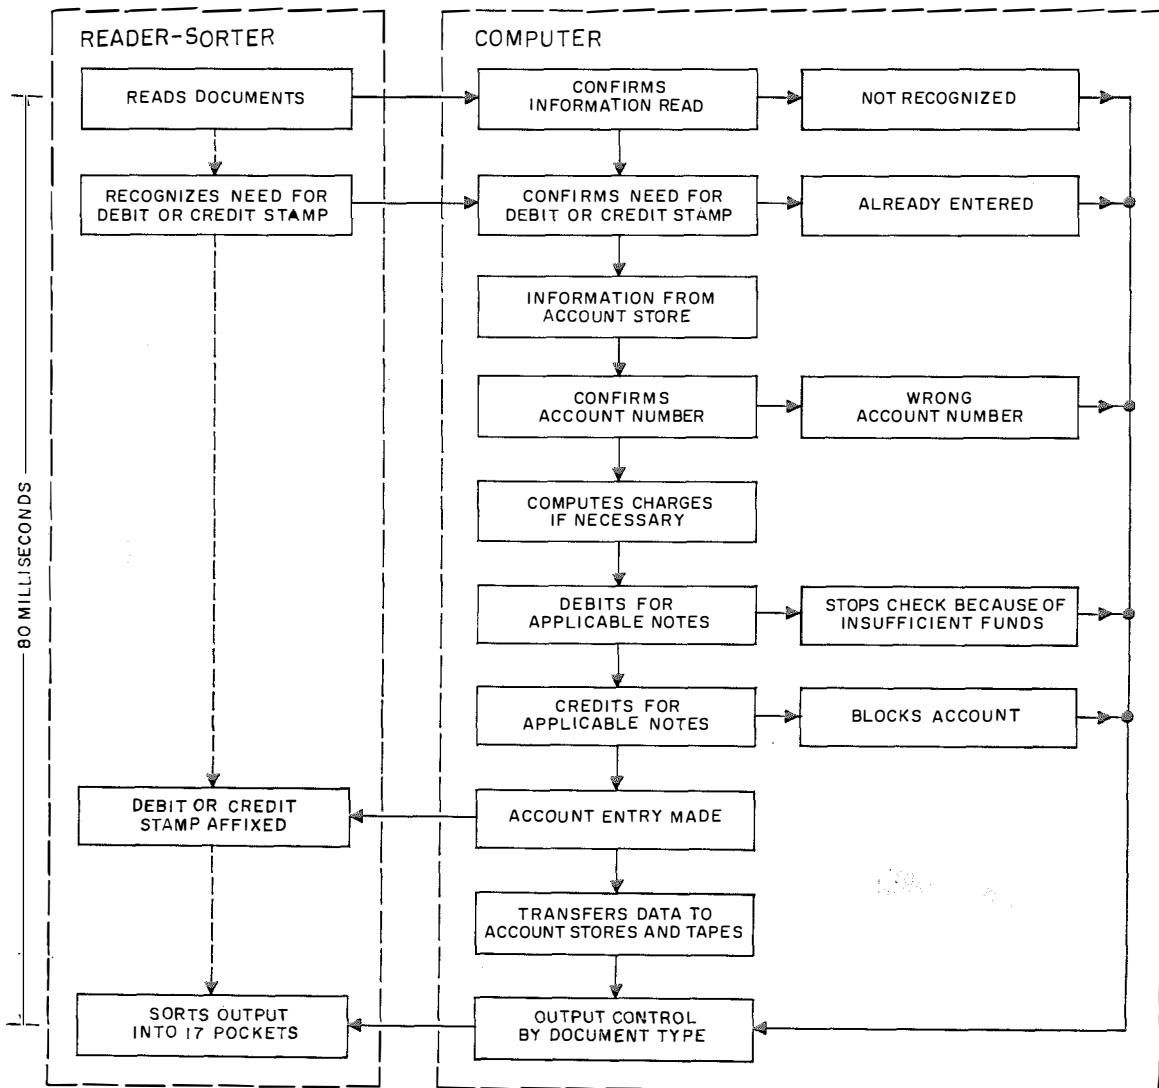 READER-SORTER
COMPUTER
READS DOCUMENTS
CONFIRMS
INFORMATION READ
NOT RECOGNIZED
RECOGNIZES NEED FOR
DEBIT OR CREDIT STAMP
CONFIRMS NEED FOR
DEBIT OR CREDIT STAMP
ALREADY ENTERED
INFORMATION FROM
ACCOUNT STORE
CONFIRMS
ACCOUNT NUMBER
WRONG
ACCOUNT NUMBER
80 MILLISECONDS
COMPUTES CHARGES
IF NECESSARY
DEBITS FOR
APPLICABLE NOTES
STOPS CHECK BECAUSE OF
INSUFFICIENT FUNDS
CREDITS FOR
APPLICABLE NOTES
BLOCKS ACCOUNT
DEBIT OR CREDIT
STAMP AFFIXED
ACCOUNT ENTRY MADE
TRANSFERS DATA TO
ACCOUNT STORES AND TAPES
SORTS OUTPUT
INTO 17 POCKETS
OUTPUT CONTROL
BY DOCUMENT TYPE